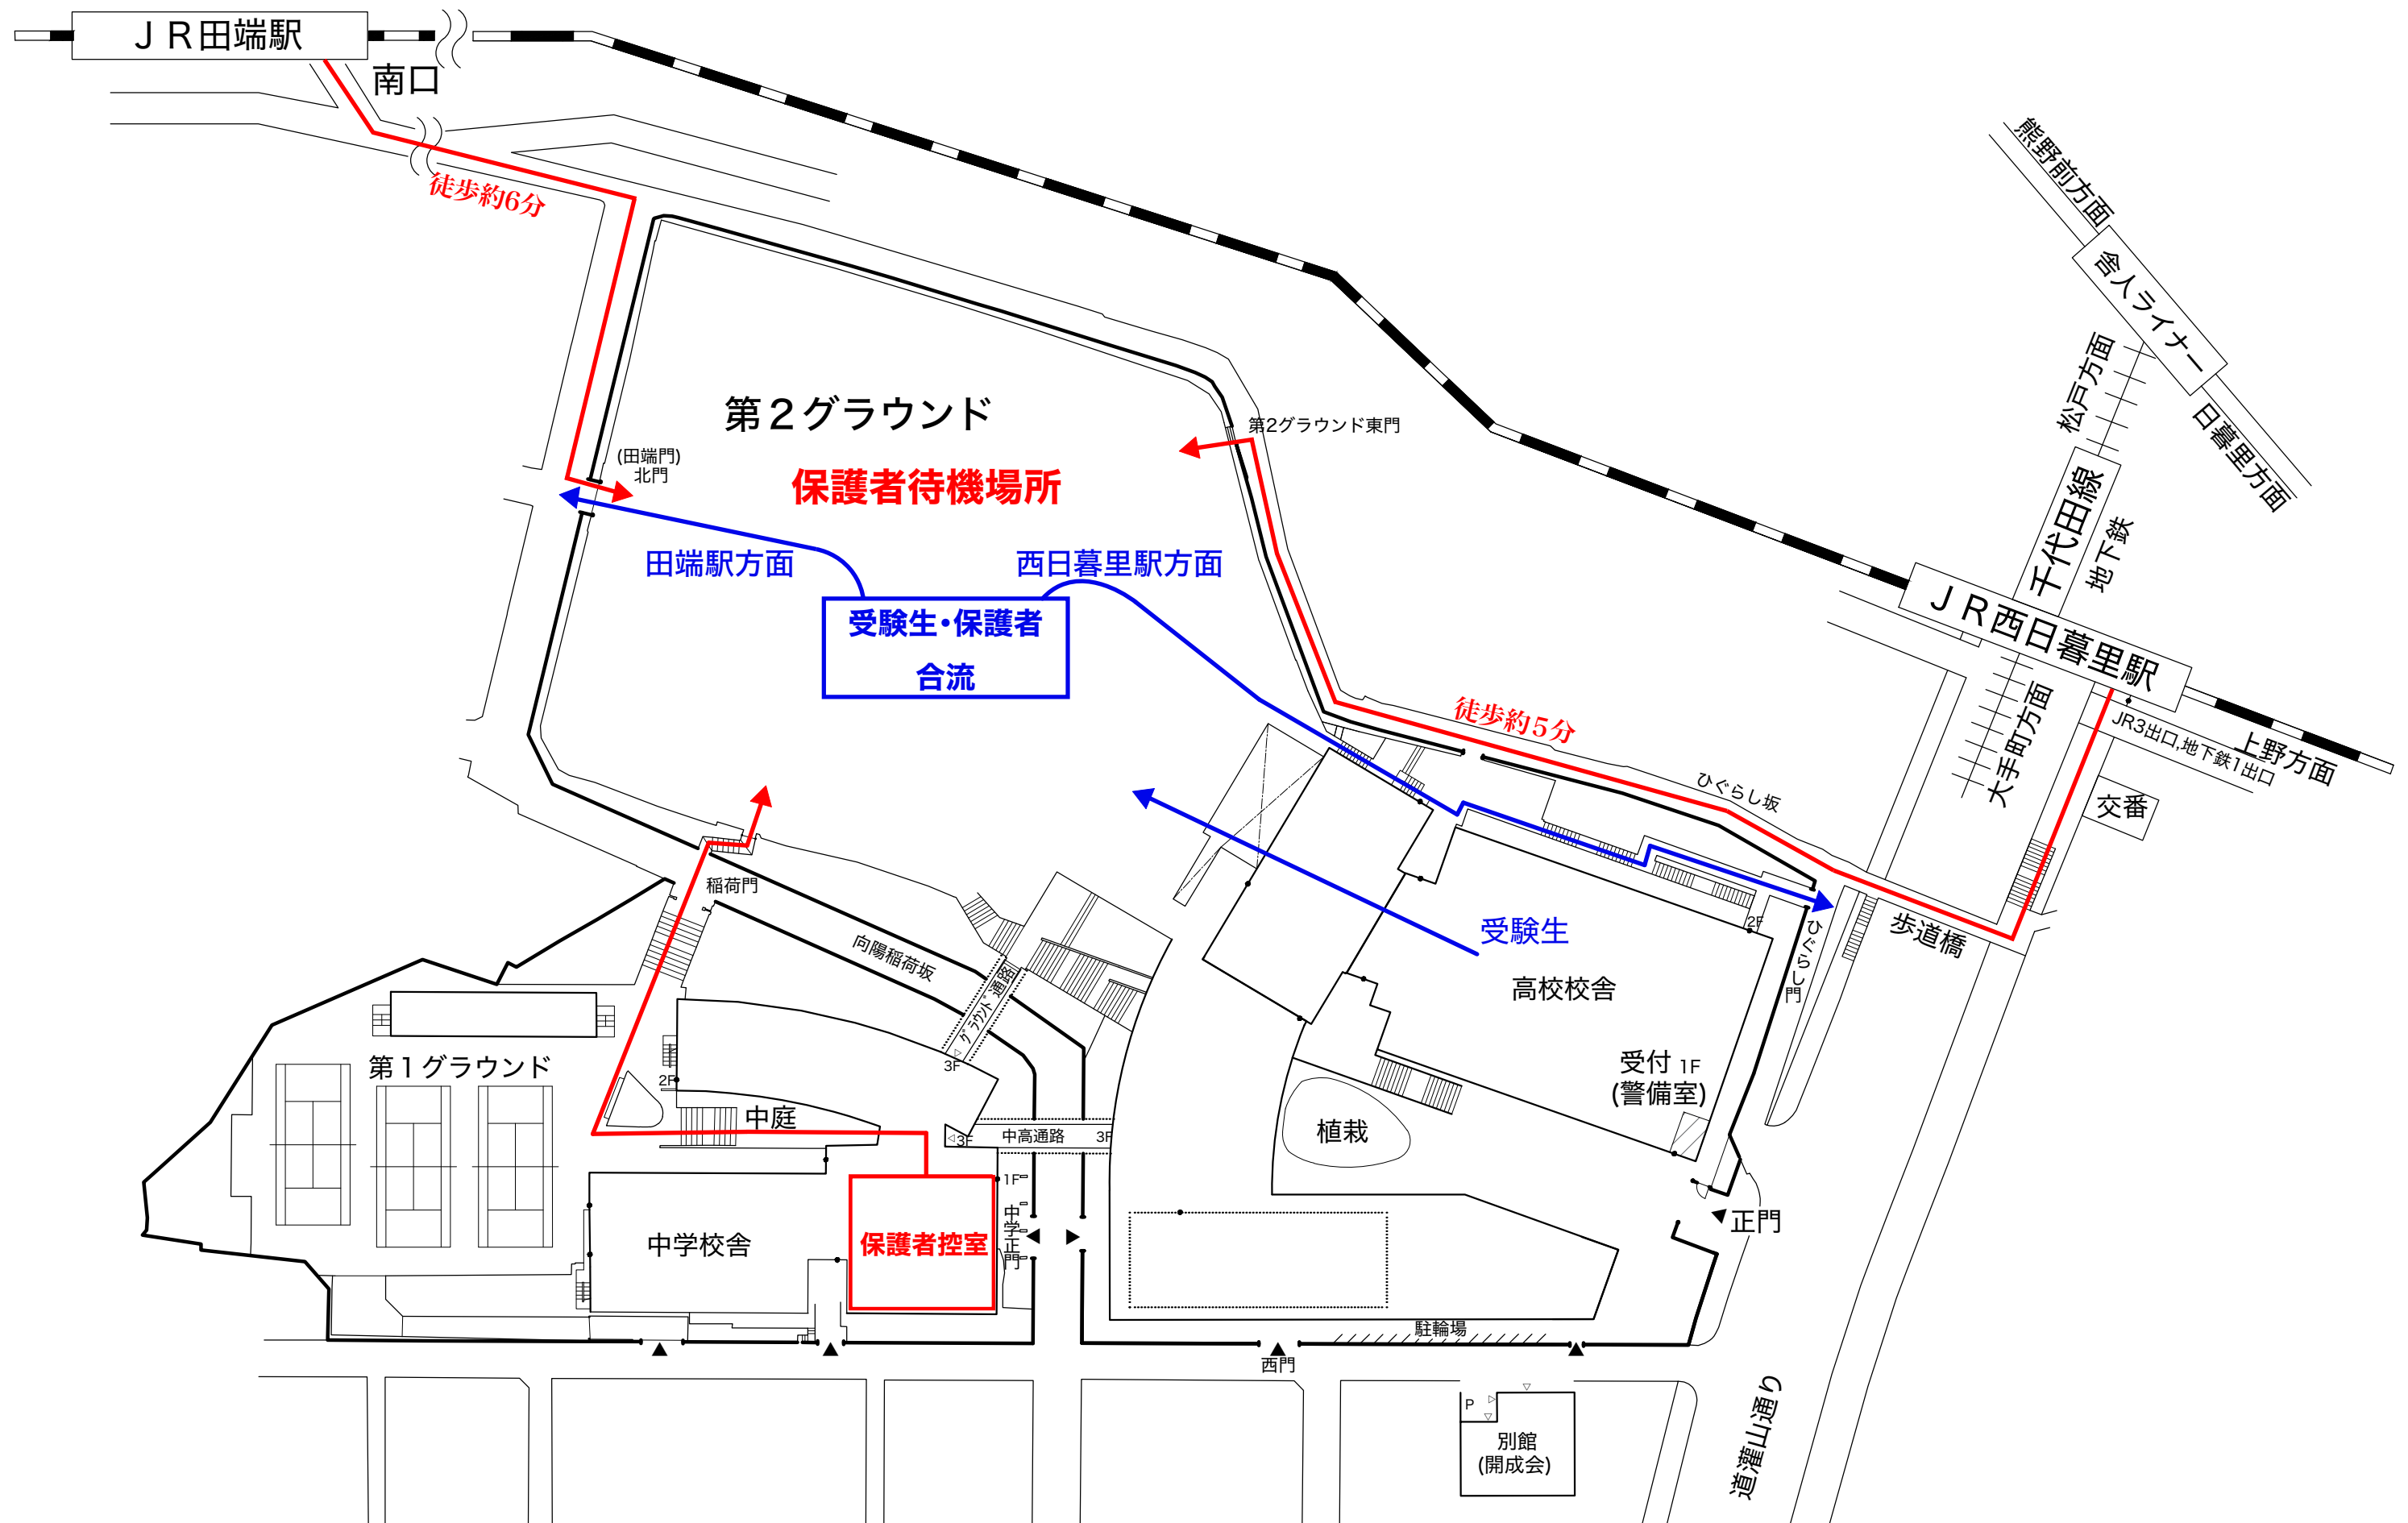 ＪＲ田端駅
南口
徒歩約6分
熊野前方面
舎人ライナー
日暮里方面
松戸方面
千代田線
地下鉄
第２グラウンド
第2グラウンド東門
(田端門)
北門
保護者待機場所
田端駅方面
西日暮里駅方面
受験生・保護者
合流
ＪＲ西日暮里駅
大手町方面
JR3出口,地下鉄1出口
上野方面
交番
徒歩約５分
ひぐらし坂
歩道橋
稲荷門
向陽稲荷坂
グラウンド通路
受験生
2F
ひぐらし門
高校校舎
第１グラウンド
2F
3F
受付 1F
(警備室)
中庭
3F
中高通路
3F
植栽
1F
中学正門
中学校舎
保護者控室
正門
駐輪場
西門
P
別館
(開成会)
道灌山通り